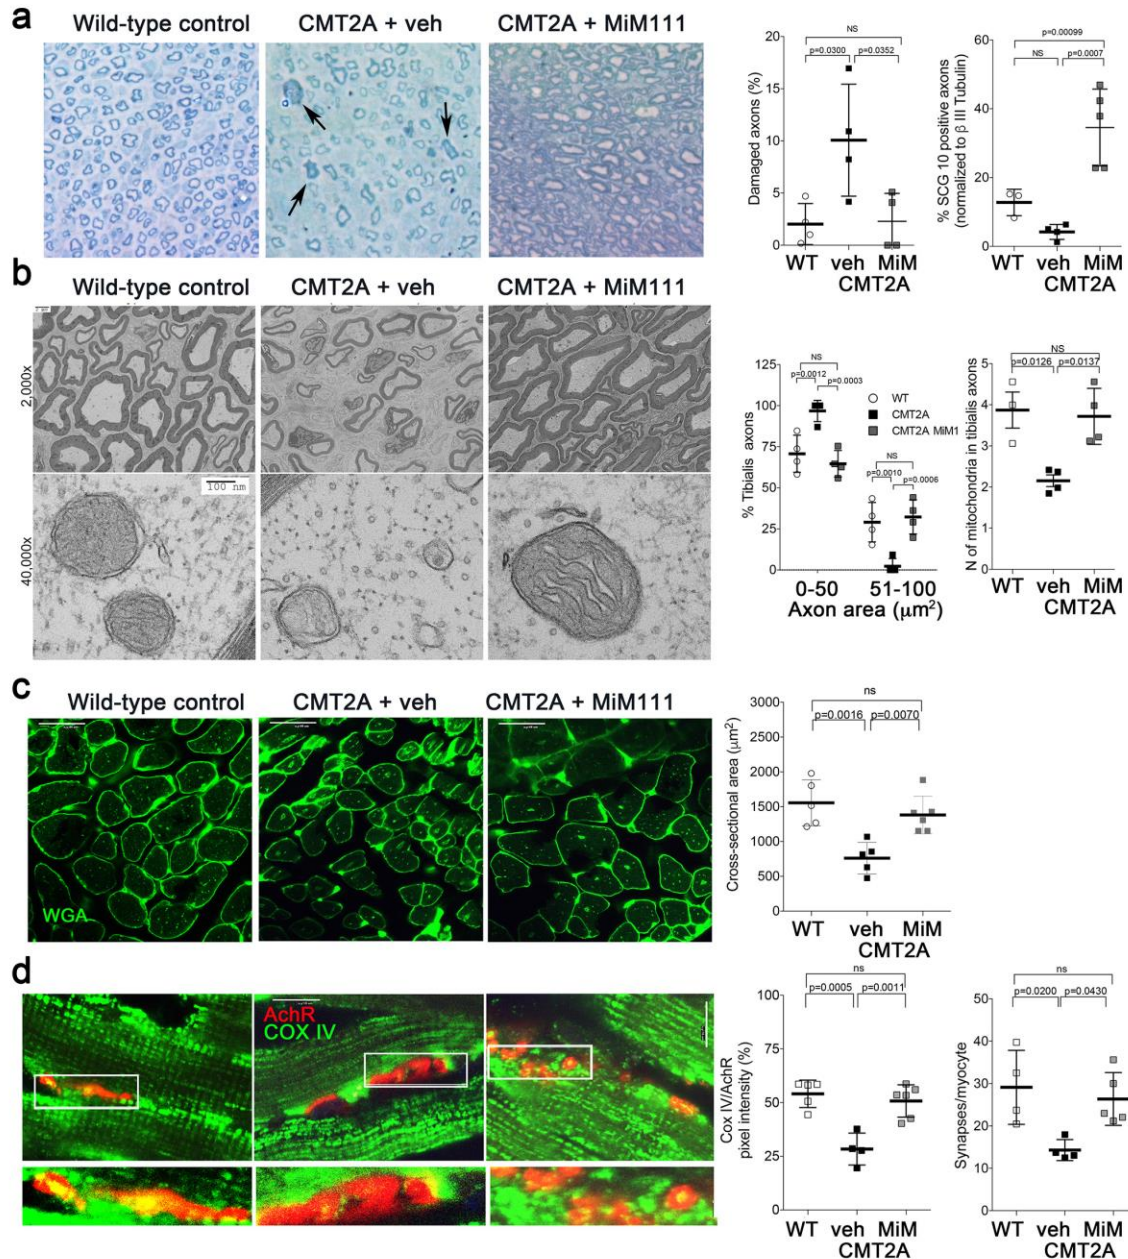 a
Wild-type control CMT2A + veh CMT2A + MiM111
Damaged axons (%)
20
15
10
5
0
NS
p=0.0300 p=0.0352
WT veh MiM
CMT2A
% SCG 10 positive axons
(normalized to β III Tubulin)
60
40
20
0
p=0.00099
NS p=0.0007
WT veh MiM
CMT2A
b
Wild-type control CMT2A + veh CMT2A + MiM111
2,000x
40,000x
100 nm
% Tibialis axons
125
100
75
50
25
0
NS
p=0.0012
p=0.0003
WT
CMT2A
CMT2A MiM1
NS
p=0.0010
p=0.0006
0-50 51-100
Axon area (μm²)
N of mitochondria in tibialis axons
5
4
3
2
1
0
NS
p=0.0126 p=0.0137
WT veh MiM
CMT2A
c
Wild-type control CMT2A + veh CMT2A + MiM111
WGA
Cross-sectional area (μm²)
3000
2500
2000
1500
1000
500
0
ns
p=0.0016 p=0.0070
WT veh MiM
CMT2A
d
AchR
COX IV
Cox IV/AchR
pixel intensity (%)
100
75
50
25
0
ns
p=0.0005 p=0.0011
WT veh MiM
CMT2A
Synapses/myocyte
50
40
30
20
10
0
ns
p=0.0200 p=0.0430
WT veh MiM
CMT2A